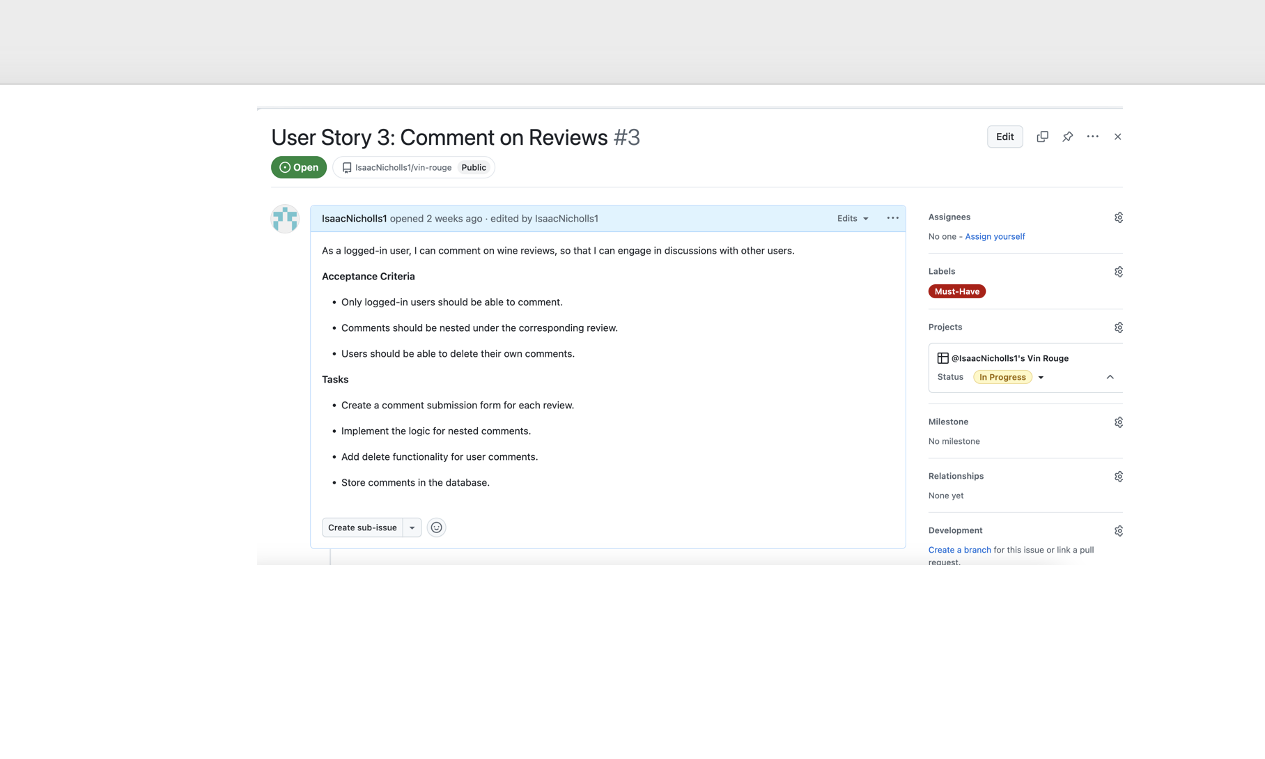 User Story 3: Comment on Reviews #3
Edit
Open
IsaacNicholls1/vin-rouge
Public
IsaacNicholls1 opened 2 weeks ago · edited by IsaacNicholls1
Edits
As a logged-in user, I can comment on wine reviews, so that I can engage in discussions with other users.
Acceptance Criteria
• Only logged-in users should be able to comment.
• Comments should be nested under the corresponding review.
• Users should be able to delete their own comments.
Tasks
• Create a comment submission form for each review.
• Implement the logic for nested comments.
• Add delete functionality for user comments.
• Store comments in the database.
Create sub-issue
Assignees
No one - Assign yourself
Labels
Must-Have
Projects
@IsaacNicholls1's Vin Rouge
Status In Progress
Milestone
No milestone
Relationships
None yet
Development
Create a branch for this issue or link a pull
request.